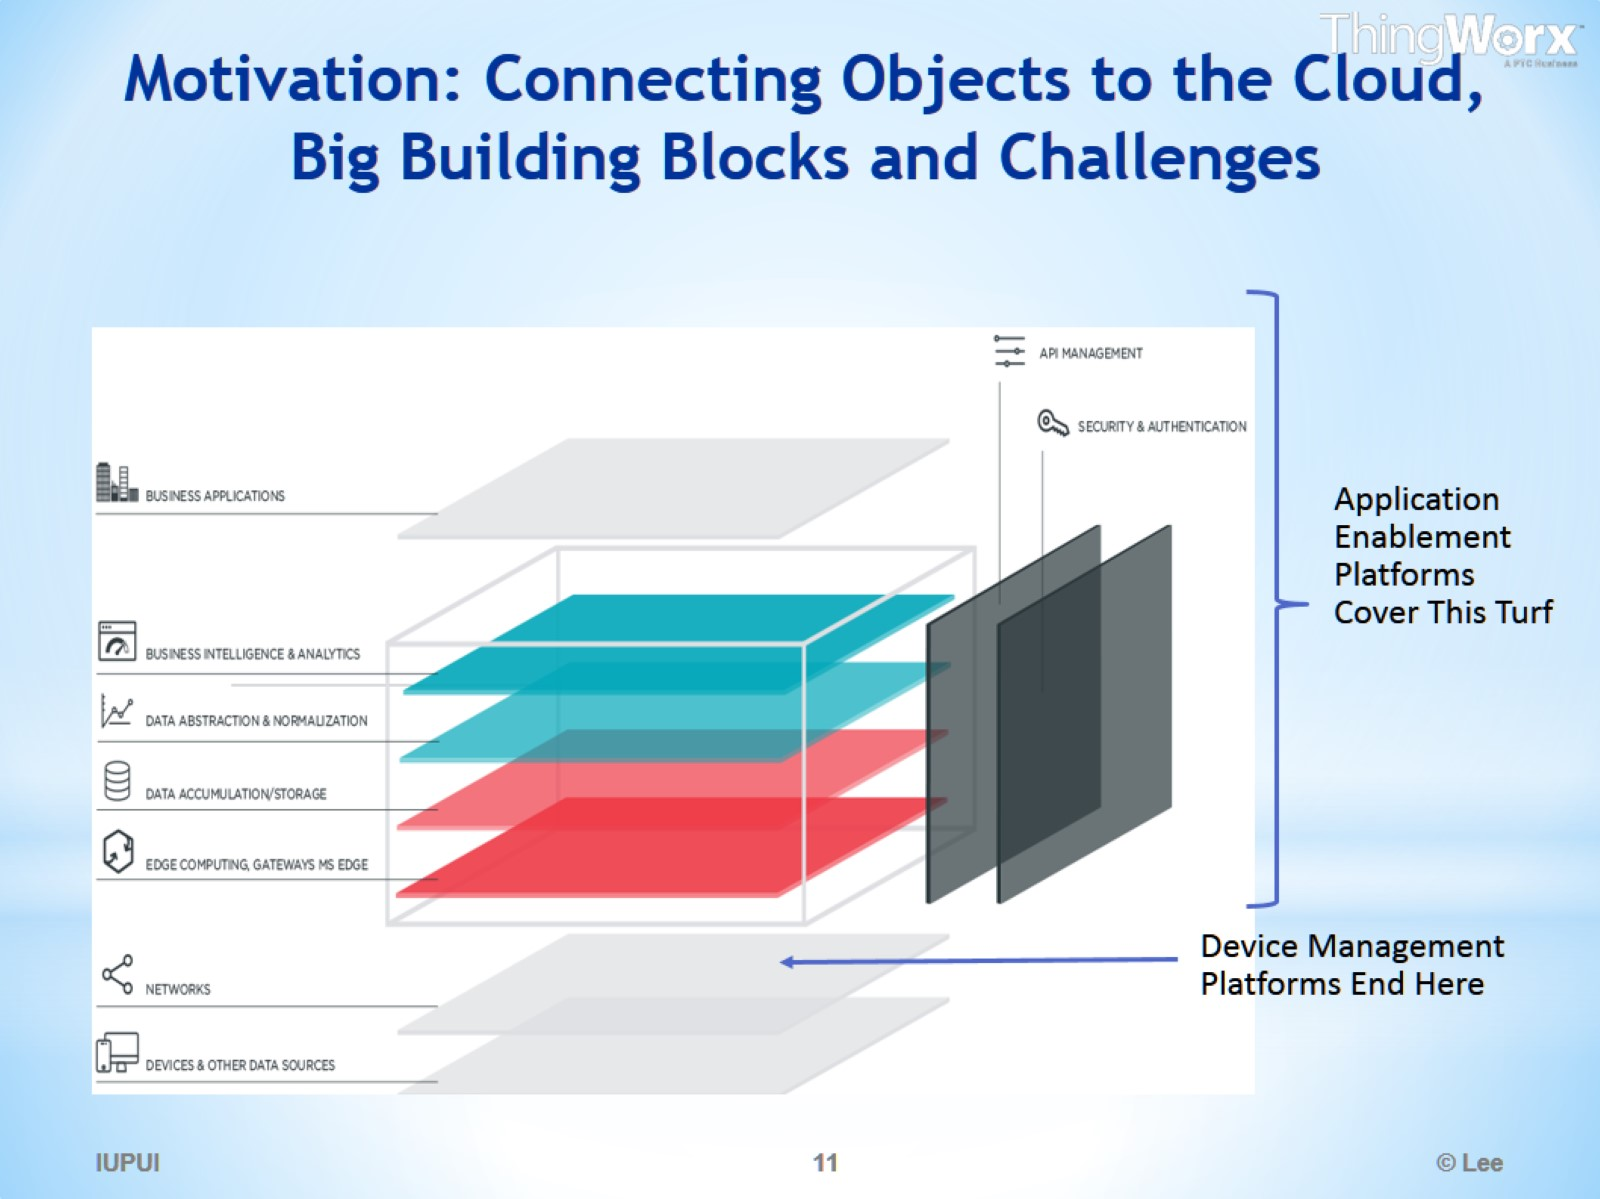 ThingWorx
A PTC Business
Motivation: Connecting Objects to the Cloud,
Big Building Blocks and Challenges
API MANAGEMENT
SECURITY & AUTHENTICATION
BUSINESS APPLICATIONS
BUSINESS INTELLIGENCE & ANALYTICS
DATA ABSTRACTION & NORMALIZATION
DATA ACCUMULATION/STORAGE
EDGE COMPUTING, GATEWAYS MS EDGE
NETWORKS
DEVICES & OTHER DATA SOURCES
Application
Enablement
Platforms
Cover This Turf
Device Management
Platforms End Here
IUPUI
11
© Lee